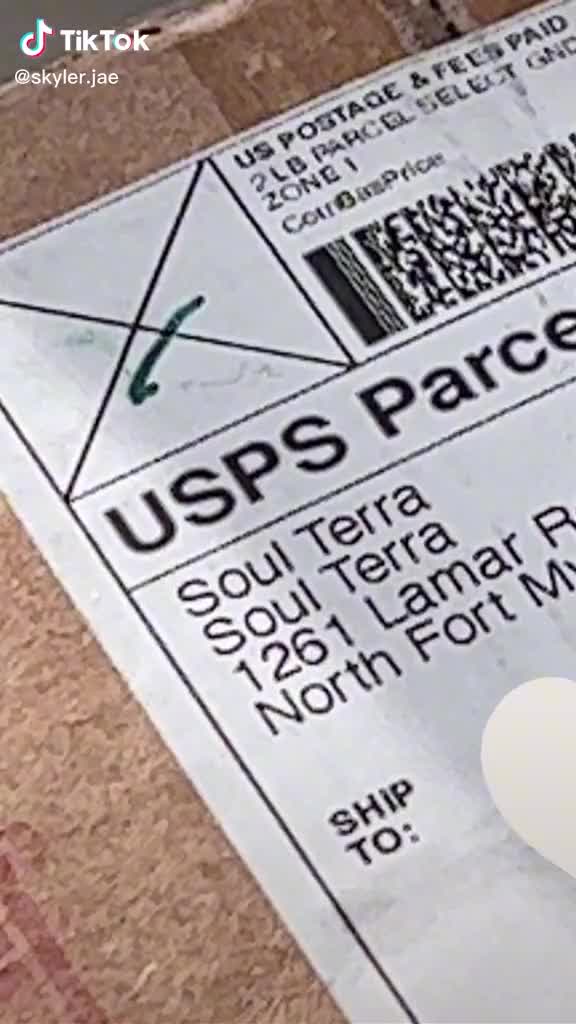 TikTok
@skyler.jae
US POSTAGE & FEES PAID
2 LB PARCEL SELECT GND
ZONE 1
ComBasPrice
USPS Parce
Soul Terra
Soul Terra
1261 Lamar R
North Fort My
SHIP
TO: